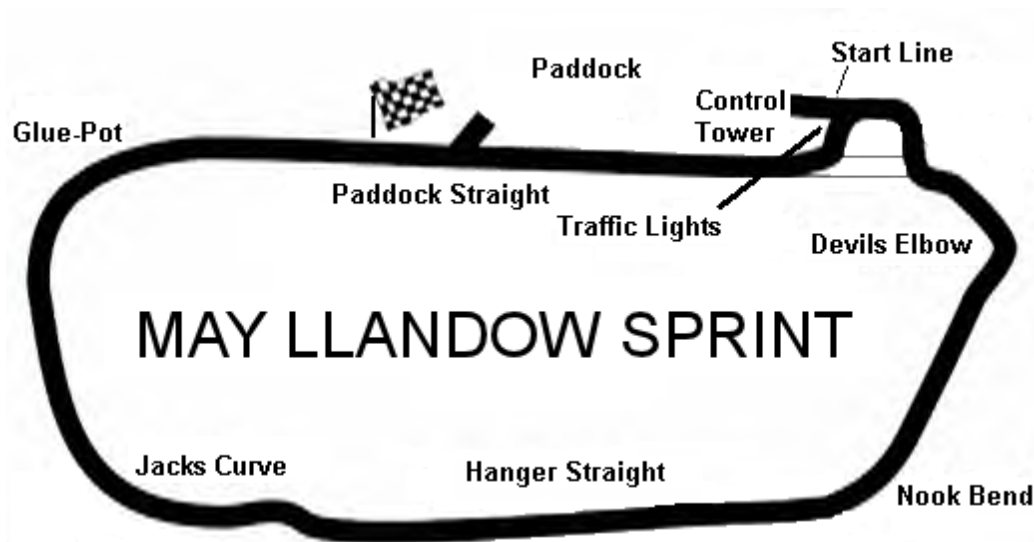 Start Line
Paddock
Control
Tower
Glue-Pot
Paddock Straight
Traffic Lights
Devils Elbow
MAY LLANDOW SPRINT
Jacks Curve
Hanger Straight
Nook Bend